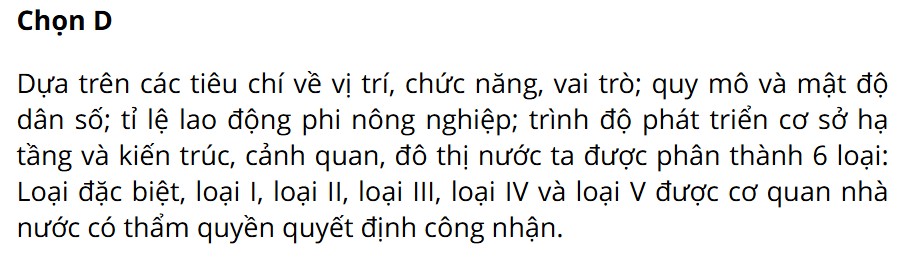 Chọn D
Dựa trên các tiêu chí về vị trí, chức năng, vai trò; quy mô và mật độ
dân số; tỉ lệ lao động phi nông nghiệp; trình độ phát triển cơ sở hạ
tầng và kiến trúc, cảnh quan, đô thị nước ta được phân thành 6 loại:
Loại đặc biệt, loại I, loại II, loại III, loại IV và loại V được cơ quan nhà
nước có thẩm quyền quyết định công nhận.